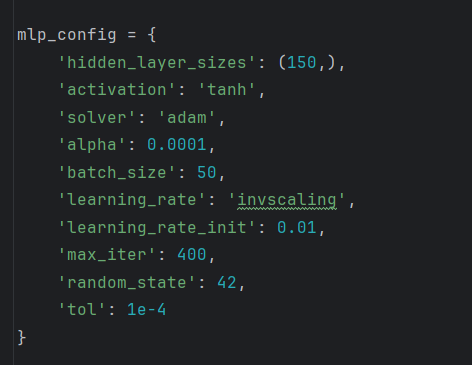 mlp_config = {
    'hidden_layer_sizes': (150,),
    'activation': 'tanh',
    'solver': 'adam',
    'alpha': 0.0001,
    'batch_size': 50,
    'learning_rate': 'invscaling',
    'learning_rate_init': 0.01,
    'max_iter': 400,
    'random_state': 42,
    'tol': 1e-4
}